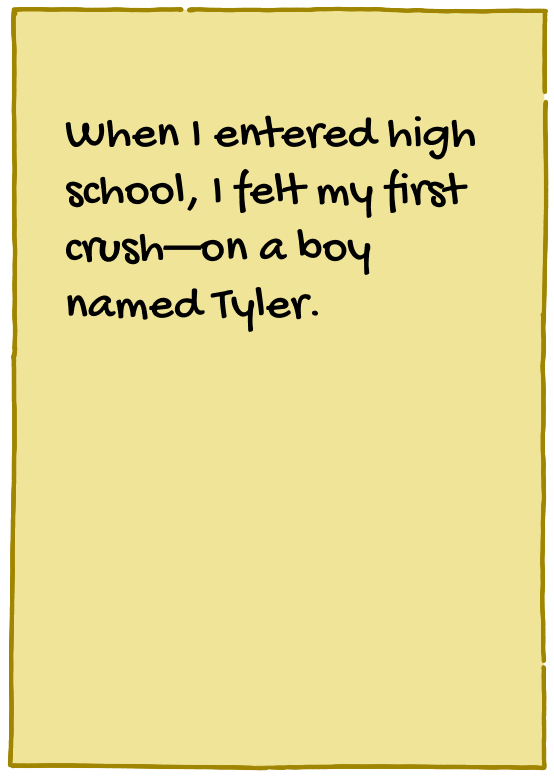 When I entered high
school, I felt my first
crush—on a boy
named Tyler.